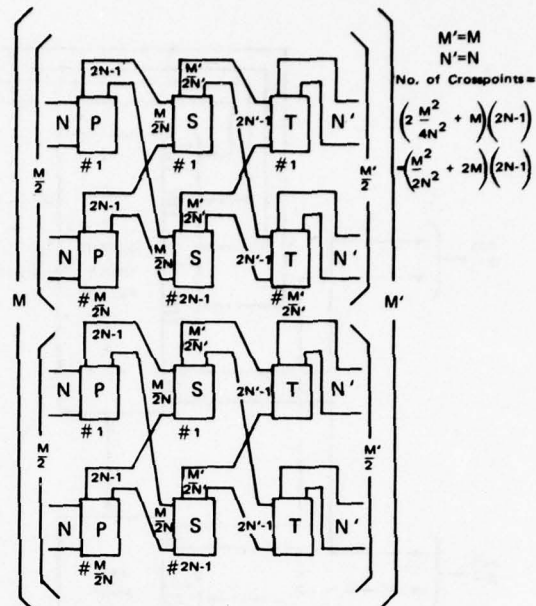 M'=M
N'=N
No. of Crosspoints=
(2 M²/4N² + M)(2N-1)
=(M²/2N² + 2M)(2N-1)
2N-1 M'/2N'
N P M/2N S 2N'-1 T N'
#1 #1 #1
M/2 M'/2
2N-1 M'/2N'
N P M/2N S 2N'-1 T N'
#M/2N #2N-1 #M'/2N'
M M'
2N-1 M'/2N'
N P M/2N S 2N'-1 T N'
#1 #1
M/2 M'/2
2N-1 M'/2N'
N P M/2N S 2N'-1 T N'
#M/2N #2N-1